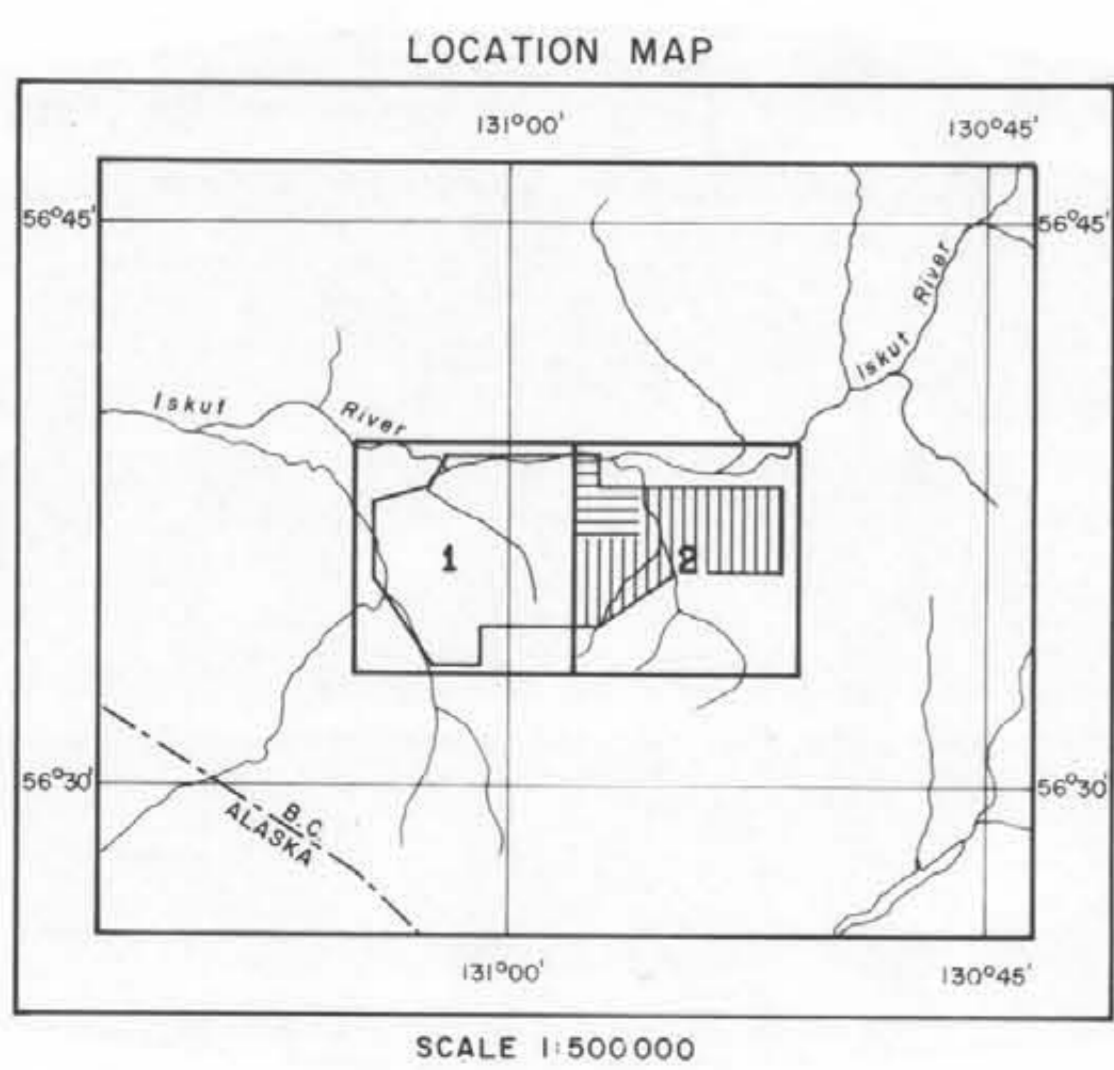 LOCATION MAP
131°00'
130°45'
56°45'
56°45'
Iskut River
Iskut River
1
2
56°30'
56°30'
B.C.
ALASKA
131°00'
130°45'
SCALE 1:500000